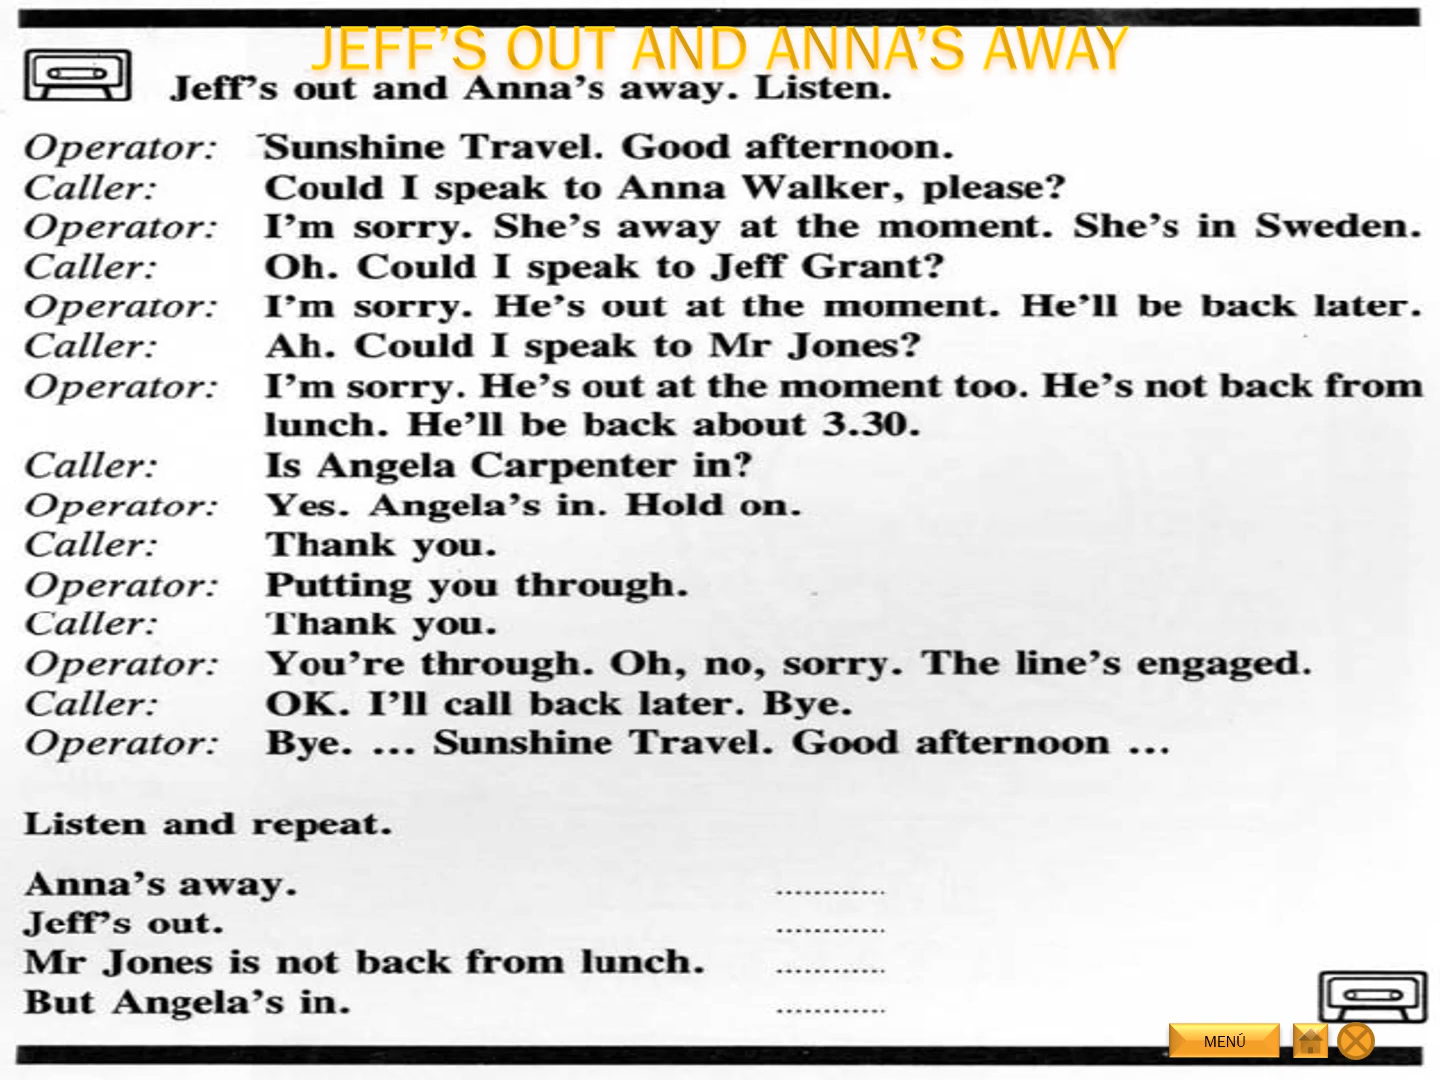 JEFF'S OUT AND ANNA'S AWAY
Jeff's out and Anna's away. Listen.
Operator: Sunshine Travel. Good afternoon.
Caller: Could I speak to Anna Walker, please?
Operator: I'm sorry. She's away at the moment. She's in Sweden.
Caller: Oh. Could I speak to Jeff Grant?
Operator: I'm sorry. He's out at the moment. He'll be back later.
Caller: Ah. Could I speak to Mr Jones?
Operator: I'm sorry. He's out at the moment too. He's not back from
lunch. He'll be back about 3.30.
Caller: Is Angela Carpenter in?
Operator: Yes. Angela's in. Hold on.
Caller: Thank you.
Operator: Putting you through.
Caller: Thank you.
Operator: You're through. Oh, no, sorry. The line's engaged.
Caller: OK. I'll call back later. Bye.
Operator: Bye. ... Sunshine Travel. Good afternoon ...
Listen and repeat.
Anna's away. ............
Jeff's out. ............
Mr Jones is not back from lunch. ............
But Angela's in. ............
MENÚ